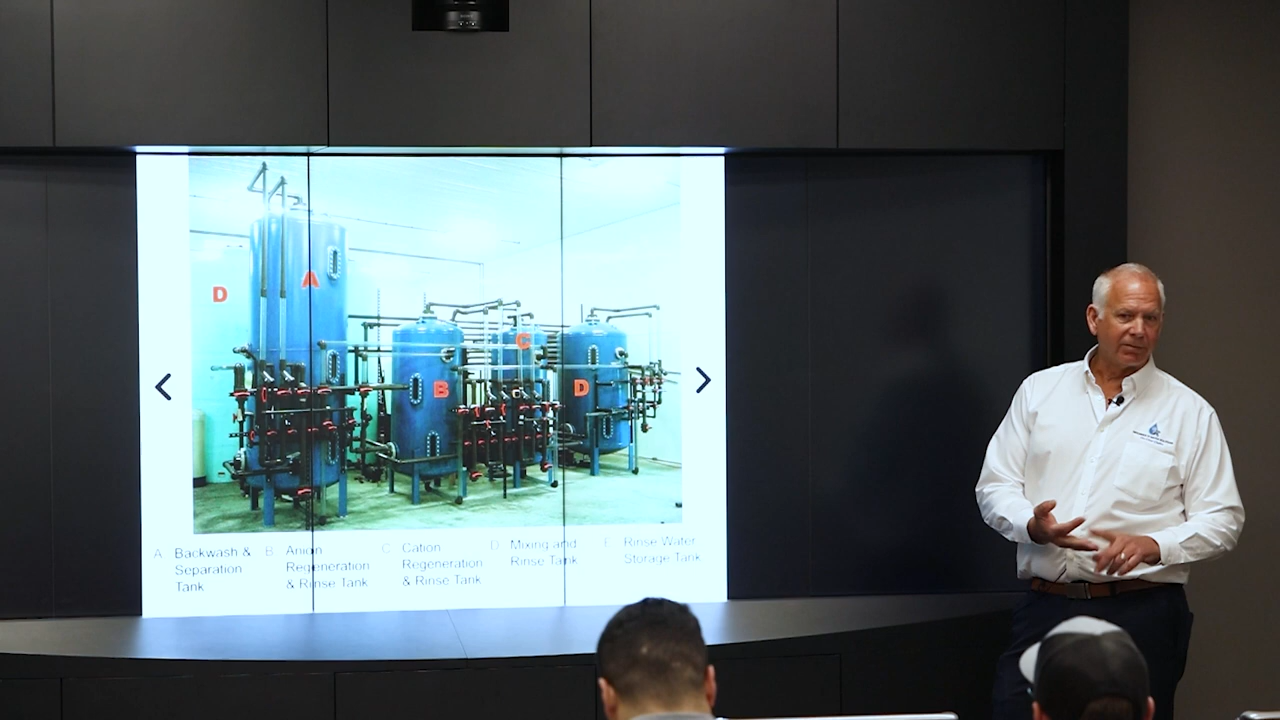 D
A
B
C
D
A Backwash & Separation Tank
B Anion Regeneration & Rinse Tank
C Cation Regeneration & Rinse Tank
D Mixing and Rinse Tank
Rinse Water Storage Tank